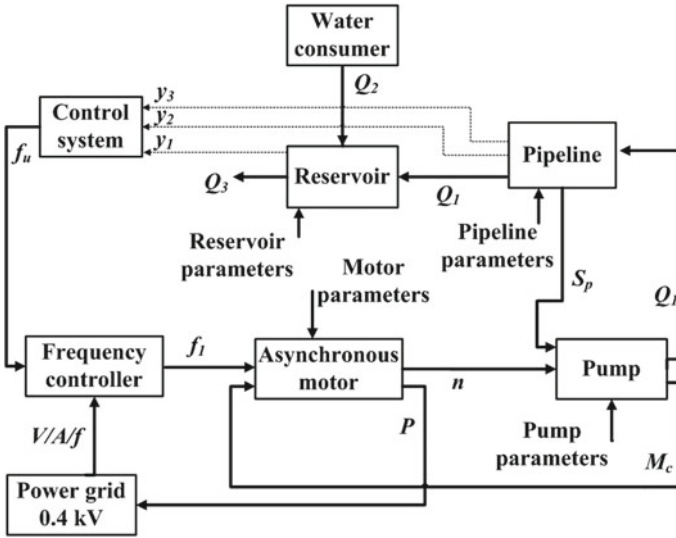 Water
consumer
Q2
y3
y2
y1
Control
system
fu
Pipeline
Reservoir
Q3
Q1
Reservoir
parameters
Pipeline
parameters
Motor
parameters
Sp
Q1
Frequency
controller
f1
Asynchronous
motor
n
Pump
P
V/A/f
Pump
parameters
Mc
Power grid
0.4 kV